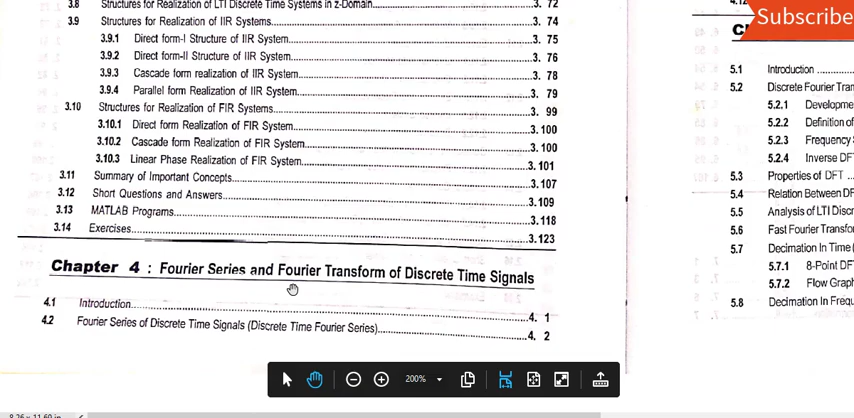 3.8 Structures for Realization of LTI Discrete Time Systems in z-Domain 3. 72
3.9 Structures for Realization of IIR Systems 3. 74
3.9.1 Direct form-I Structure of IIR System 3. 75
3.9.2 Direct form-II Structure of IIR System 3. 76
3.9.3 Cascade form realization of IIR System 3. 78
3.9.4 Parallel form Realization of IIR System 3. 79
3.10 Structures for Realization of FIR Systems 3. 99
3.10.1 Direct form Realization of FIR System 3.100
3.10.2 Cascade form Realization of FIR System 3.100
3.10.3 Linear Phase Realization of FIR System 3.101
3.11 Summary of Important Concepts 3.107
3.12 Short Questions and Answers 3.109
3.13 MATLAB Programs 3.118
3.14 Exercises 3.123
Chapter 4 : Fourier Series and Fourier Transform of Discrete Time Signals
4.1 Introduction 4. 1
4.2 Fourier Series of Discrete Time Signals (Discrete Time Fourier Series) 4. 2
Subscribe
5.1 Introduction
5.2 Discrete Fourier Tran
5.2.1 Developme
5.2.2 Definition of
5.2.3 Frequency
5.2.4 Inverse DF
5.3 Properties of DFT
5.4 Relation Between DF
5.5 Analysis of LTI Discr
5.6 Fast Fourier Transfo
5.7 Decimation In Time (
5.7.1 8-Point DF
5.7.2 Flow Graph
5.8 Decimation In Frequ
200%
8.26 x 11.69 in